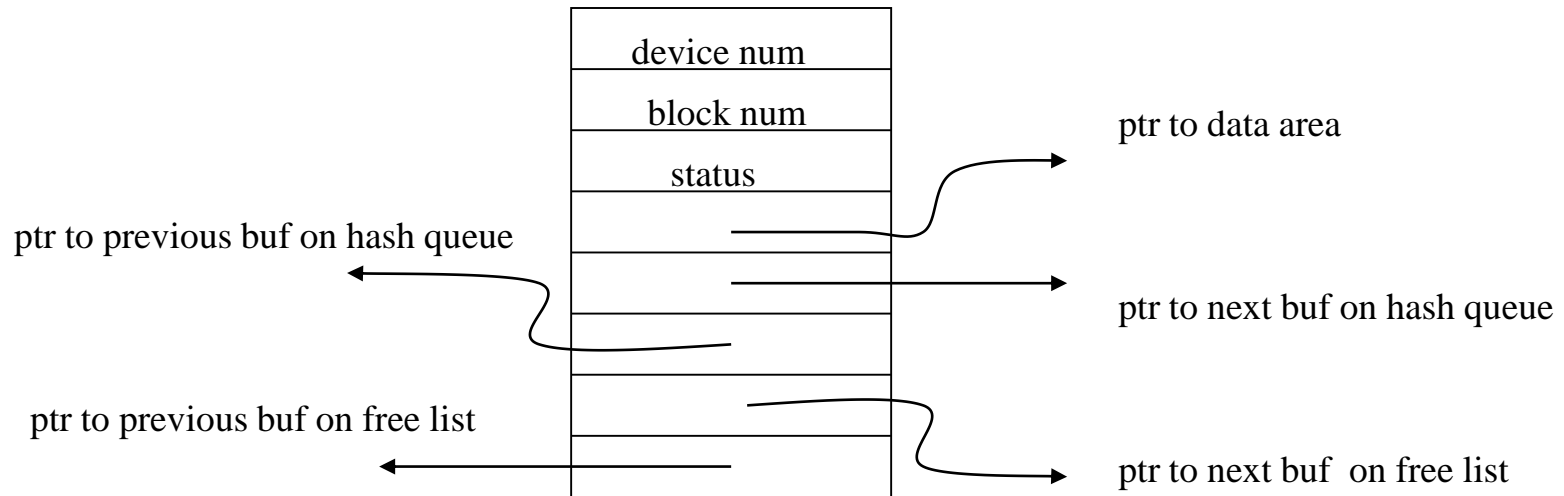 device num
block num
status
ptr to data area
ptr to previous buf on hash queue
ptr to next buf on hash queue
ptr to previous buf on free list
ptr to next buf  on free list